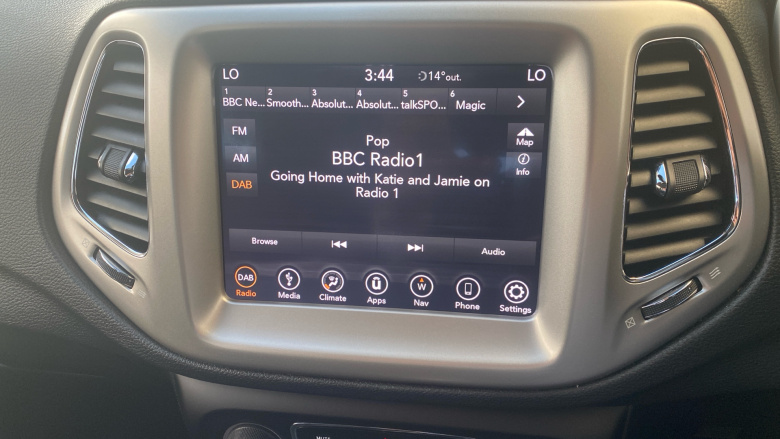 LO 3:44 14° out. LO
1 2 3 4 5 6
BBC Ne... Smooth... Absolut... Absolut... talkSPO... Magic
FM
AM
DAB
Pop
BBC Radio1
Going Home with Katie and Jamie on
Radio 1
Map
i
Info
Browse Audio
DAB W
Radio Media Climate Apps Nav Phone Settings
MUTE